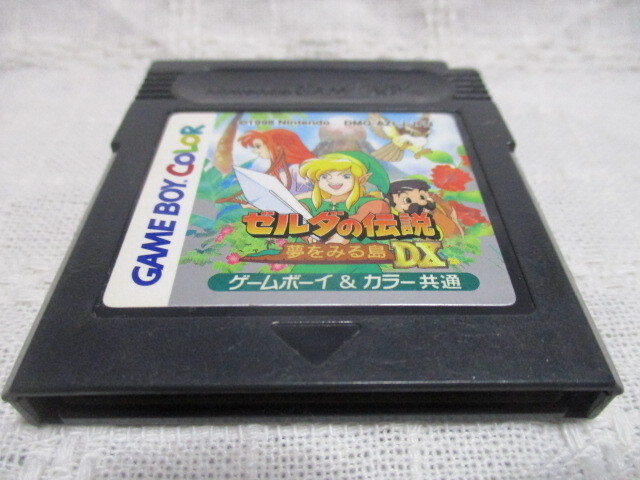 ©1998 Nintendo
GAME BOY COLOR
ゼルダの伝説
夢をみる島 DX
ゲームボーイ & カラー共通